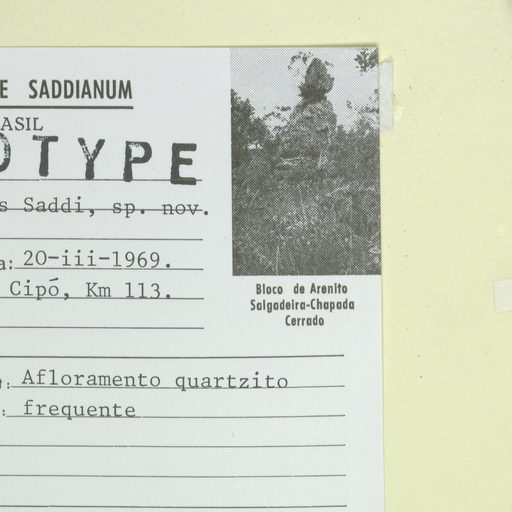 E SADDIANUM
ASIL
OTYPE
s Saddi, sp. nov.
a: 20-iii-1969.
Cipó, Km 113.
Bloco de Arenito
Salgadeira-Chapada
Cerrado
: Afloramento quartzito
: frequente